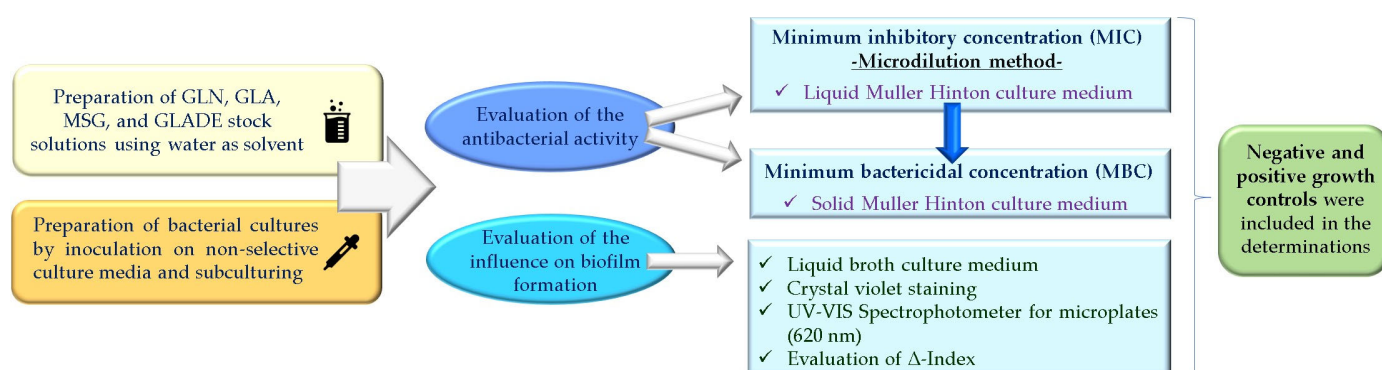 Preparation of GLN, GLA,
MSG, and GLADE stock
solutions using water as solvent
Preparation of bacterial cultures
by inoculation on non-selective
culture media and subculturing
Evaluation of the
antibacterial activity
Evaluation of the
influence on biofilm
formation
Minimum inhibitory concentration (MIC)
-Microdilution method-
✓ Liquid Muller Hinton culture medium
Minimum bactericidal concentration (MBC)
✓ Solid Muller Hinton culture medium
✓ Liquid broth culture medium
✓ Crystal violet staining
✓ UV-VIS Spectrophotometer for microplates
(620 nm)
✓ Evaluation of Δ-Index
Negative and
positive growth
controls were
included in the
determinations